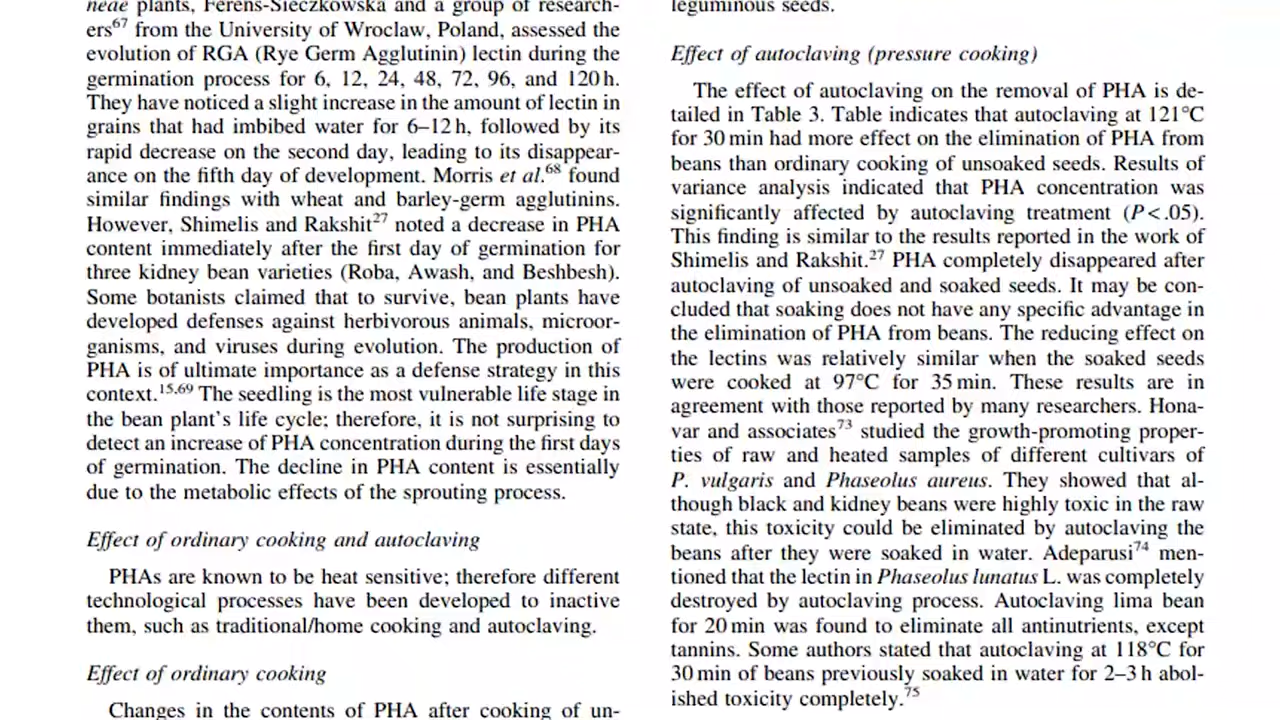 neae plants, Ferens-Sieczkowska and a group of research-
ers67 from the University of Wroclaw, Poland, assessed the
evolution of RGA (Rye Germ Agglutinin) lectin during the
germination process for 6, 12, 24, 48, 72, 96, and 120 h.
They have noticed a slight increase in the amount of lectin in
grains that had imbibed water for 6–12 h, followed by its
rapid decrease on the second day, leading to its disappear-
ance on the fifth day of development. Morris et al.68 found
similar findings with wheat and barley-germ agglutinins.
However, Shimelis and Rakshit27 noted a decrease in PHA
content immediately after the first day of germination for
three kidney bean varieties (Roba, Awash, and Beshbesh).
Some botanists claimed that to survive, bean plants have
developed defenses against herbivorous animals, microor-
ganisms, and viruses during evolution. The production of
PHA is of ultimate importance as a defense strategy in this
context.15,69 The seedling is the most vulnerable life stage in
the bean plant's life cycle; therefore, it is not surprising to
detect an increase of PHA concentration during the first days
of germination. The decline in PHA content is essentially
due to the metabolic effects of the sprouting process.
Effect of ordinary cooking and autoclaving
PHAs are known to be heat sensitive; therefore different
technological processes have been developed to inactive
them, such as traditional/home cooking and autoclaving.
Effect of ordinary cooking
Changes in the contents of PHA after cooking of un-
leguminous seeds.
Effect of autoclaving (pressure cooking)
The effect of autoclaving on the removal of PHA is de-
tailed in Table 3. Table indicates that autoclaving at 121°C
for 30 min had more effect on the elimination of PHA from
beans than ordinary cooking of unsoaked seeds. Results of
variance analysis indicated that PHA concentration was
significantly affected by autoclaving treatment (P < .05).
This finding is similar to the results reported in the work of
Shimelis and Rakshit.27 PHA completely disappeared after
autoclaving of unsoaked and soaked seeds. It may be con-
cluded that soaking does not have any specific advantage in
the elimination of PHA from beans. The reducing effect on
the lectins was relatively similar when the soaked seeds
were cooked at 97°C for 35 min. These results are in
agreement with those reported by many researchers. Hona-
var and associates73 studied the growth-promoting proper-
ties of raw and heated samples of different cultivars of
P. vulgaris and Phaseolus aureus. They showed that al-
though black and kidney beans were highly toxic in the raw
state, this toxicity could be eliminated by autoclaving the
beans after they were soaked in water. Adeparusi74 men-
tioned that the lectin in Phaseolus lunatus L. was completely
destroyed by autoclaving process. Autoclaving lima bean
for 20 min was found to eliminate all antinutrients, except
tannins. Some authors stated that autoclaving at 118°C for
30 min of beans previously soaked in water for 2–3 h abol-
ished toxicity completely.75